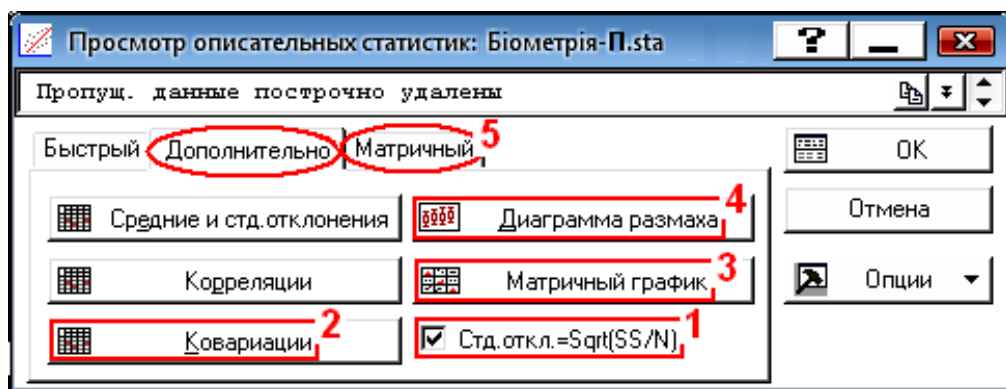 Просмотр описательных статистик: Біометрія-П.sta
Пропущ. данные построчно удалены
Быстрый Дополнительно Матричный 5
OK
Средние и стд.отклонения
Диаграмма размаха 4
Отмена
Корреляции
Матричный график 3
Опции
Ковариации 2
Стд.откл.=Sqrt(SS/N) 1